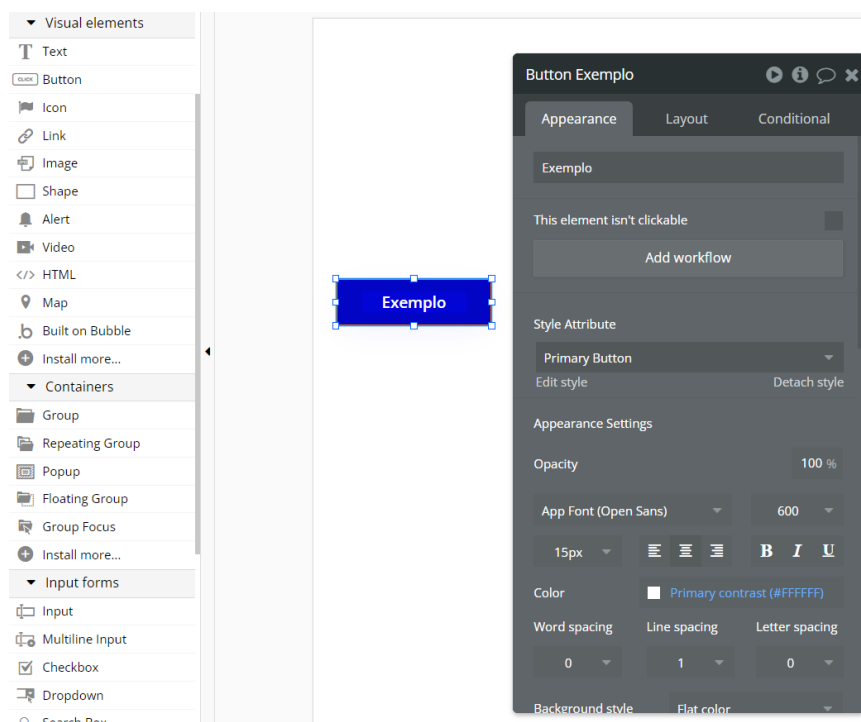 Visual elements
Text
CLICK Button
Icon
Link
Image
Shape
Alert
Video
</> HTML
Map
.b Built on Bubble
Install more...
Containers
Group
Repeating Group
Popup
Floating Group
Group Focus
Install more...
Input forms
Input
Multiline Input
Checkbox
Dropdown
Search Box
Exemplo
Button Exemplo
Appearance Layout Conditional
Exemplo
This element isn't clickable
Add workflow
Style Attribute
Primary Button
Edit style Detach style
Appearance Settings
Opacity 100 %
App Font (Open Sans) 600
15px B I U
Color Primary contrast (#FFFFFF)
Word spacing Line spacing Letter spacing
0 1 0
Background style Flat color